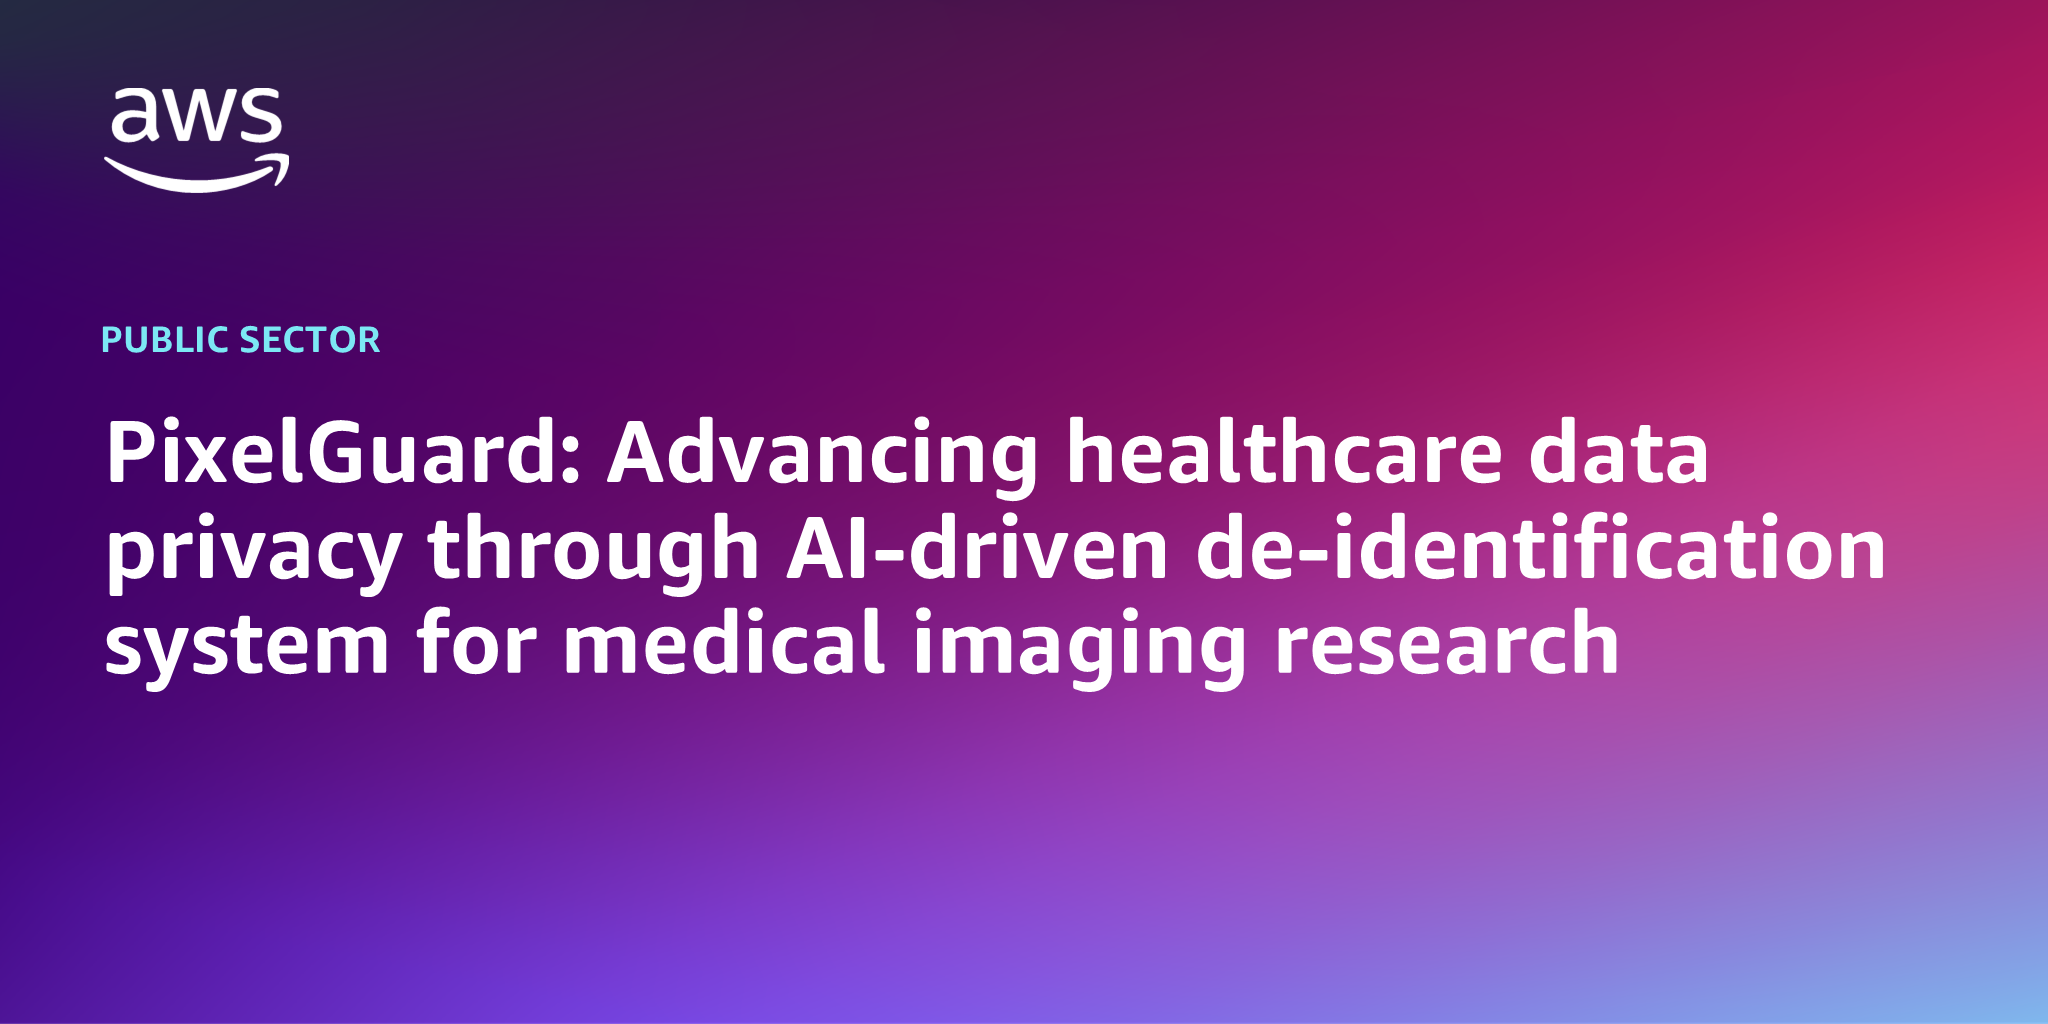 aws
PUBLIC SECTOR
PixelGuard: Advancing healthcare data
privacy through AI-driven de-identification
system for medical imaging research